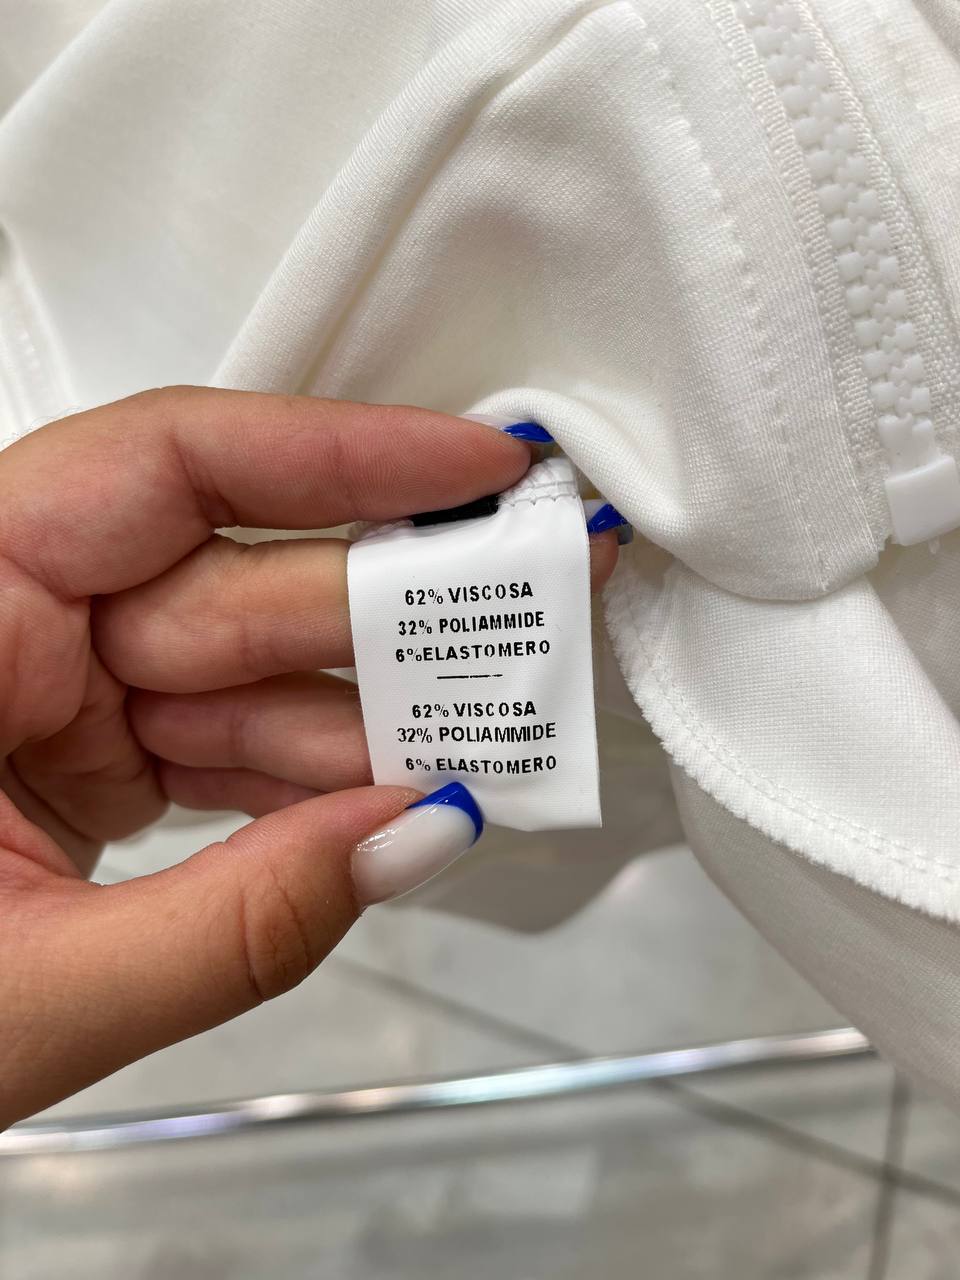 62% VISCOSA
32% POLIAMMIDE
6%ELASTOMERO
62% VISCOSA
32% POLIAMMIDE
6% ELASTOMERO